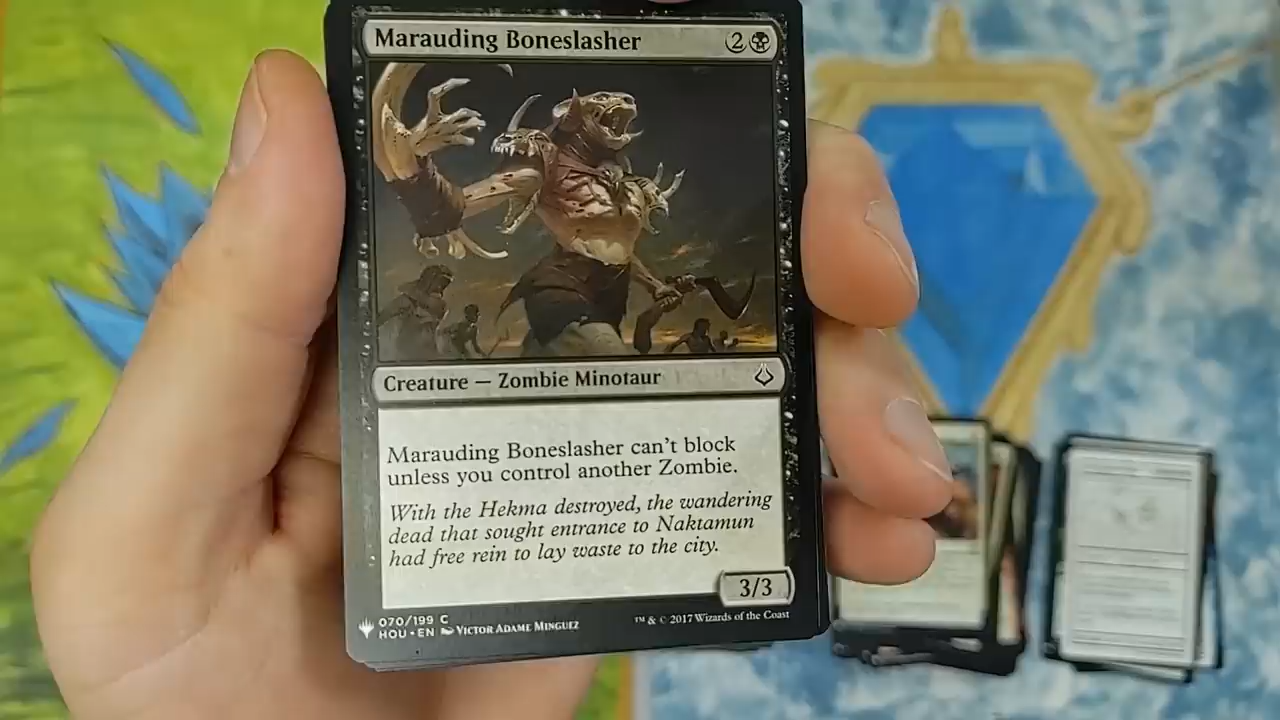 Marauding Boneslasher 2
Creature — Zombie Minotaur
Marauding Boneslasher can't block
unless you control another Zombie.
With the Hekma destroyed, the wandering
dead that sought entrance to Naktamun
had free rein to lay waste to the city.
3/3
070/199 C
HOU • EN Victor Adame Minguez
™ & © 2017 Wizards of the Coast